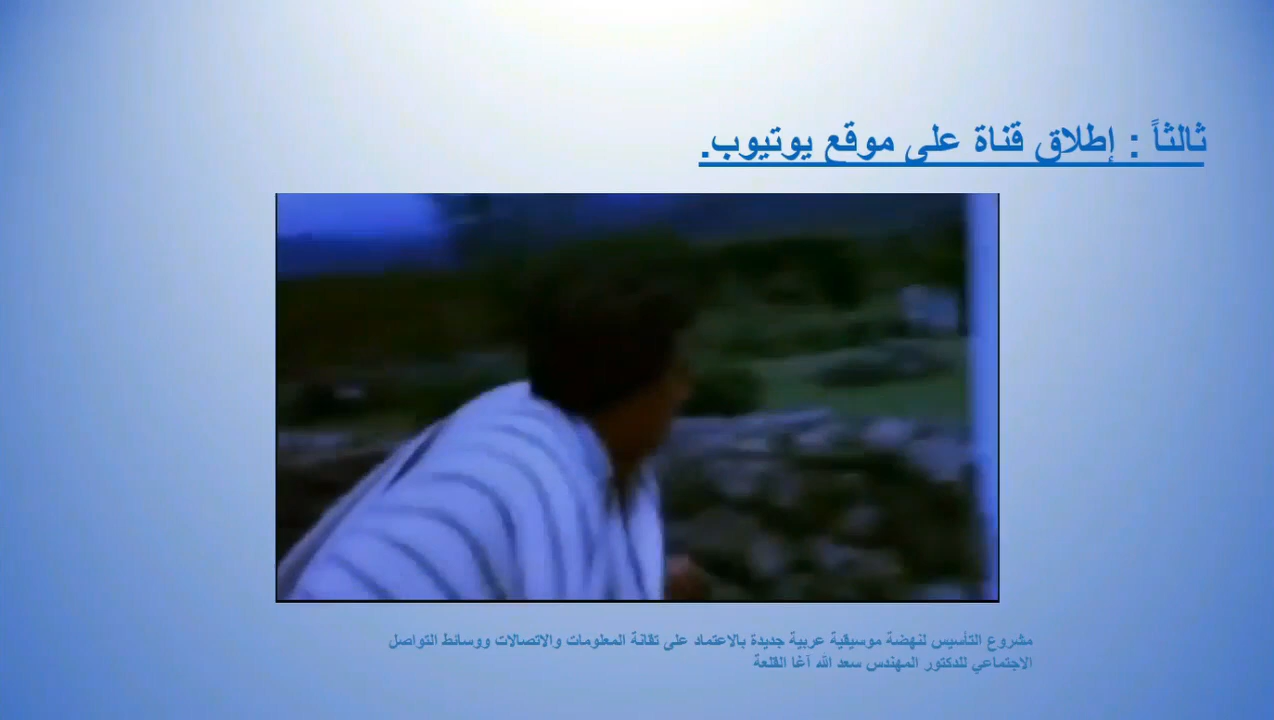 ثالثاً : إطلاق قناة على موقع يوتيوب.
مشروع التأسيس لنهضة موسيقية عربية جديدة بالاعتماد على تقانة المعلومات والاتصالات ووسائط التواصل
الاجتماعي للدكتور المهندس سعد الله آغا القلعة